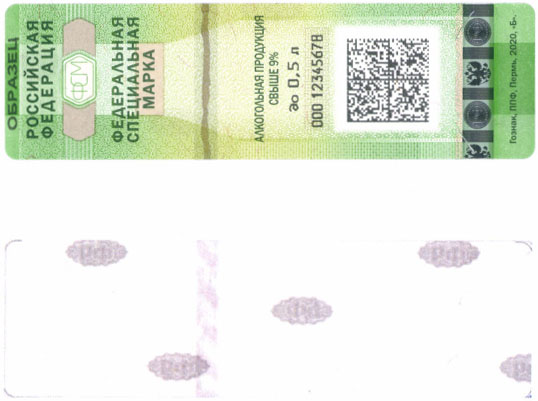 ОБРАЗЕЦ
РОССИЙСКАЯ
ФЕДЕРАЦИЯ
ФСМ
ФЕДЕРАЛЬНАЯ
СПЕЦИАЛЬНАЯ
МАРКА
АЛКОГОЛЬНАЯ ПРОДУКЦИЯ
СВЫШЕ 9%
до 0,5 л
000 12345678
Гознак, ППФ, Пермь, 2020, «Б».